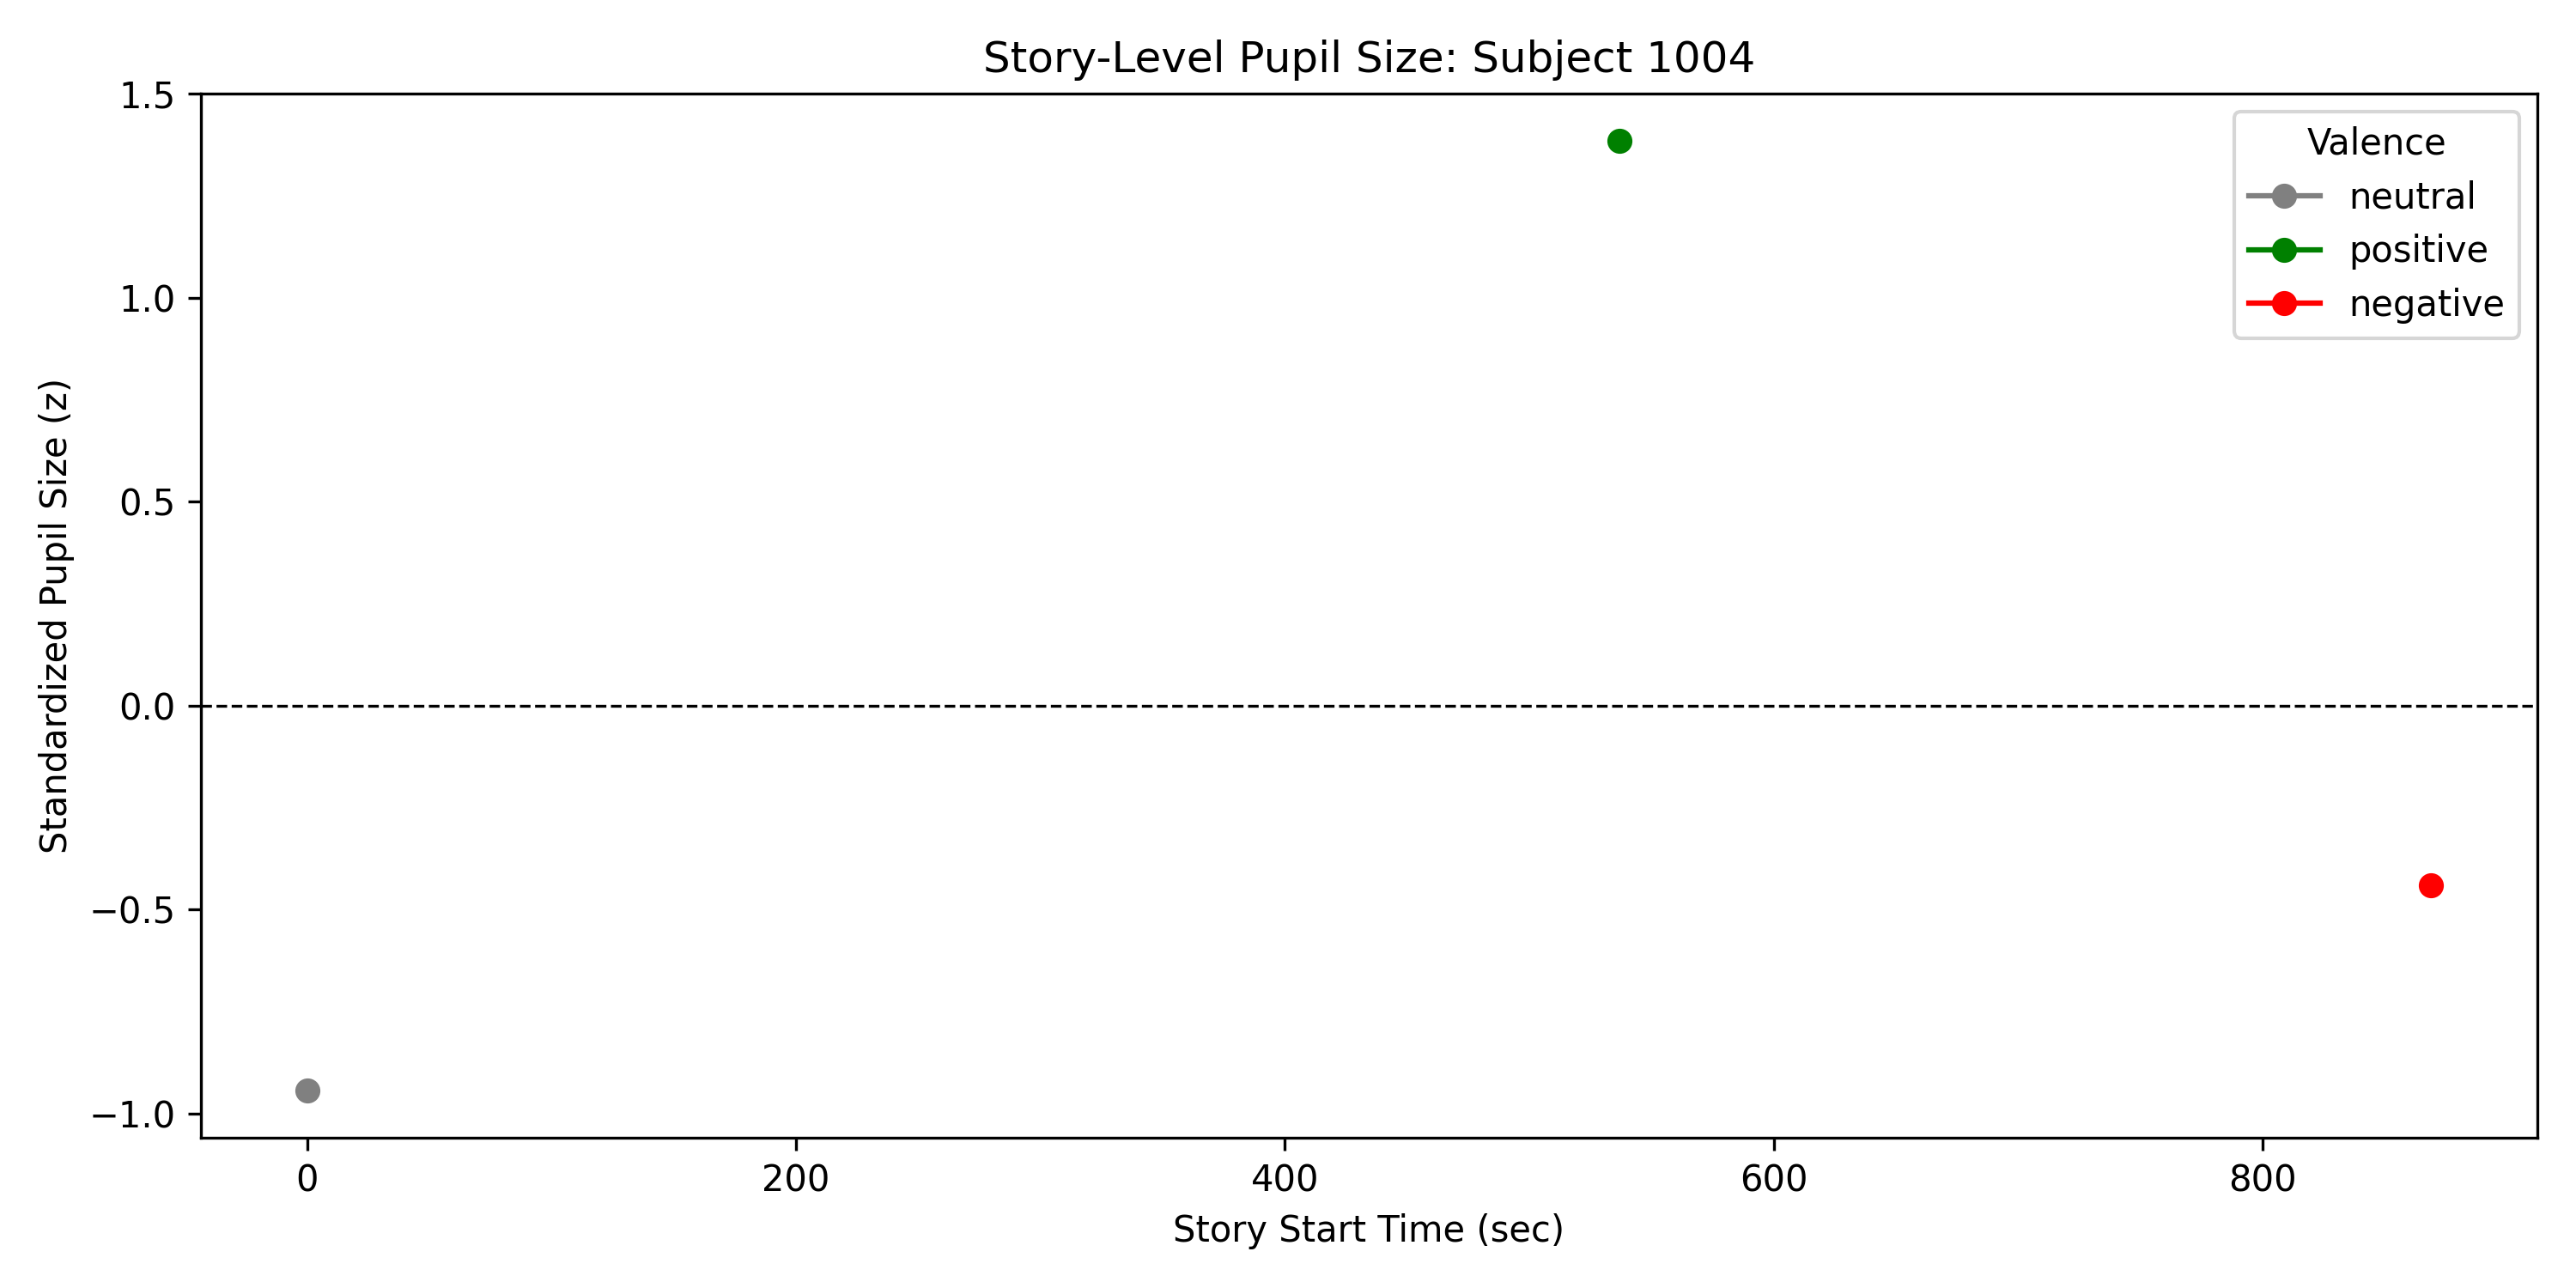 Story-Level Pupil Size: Subject 1004
1.5
1.0
0.5
0.0
−0.5
−1.0
Standardized Pupil Size (z)
Valence
neutral
positive
negative
0 200 400 600 800
Story Start Time (sec)